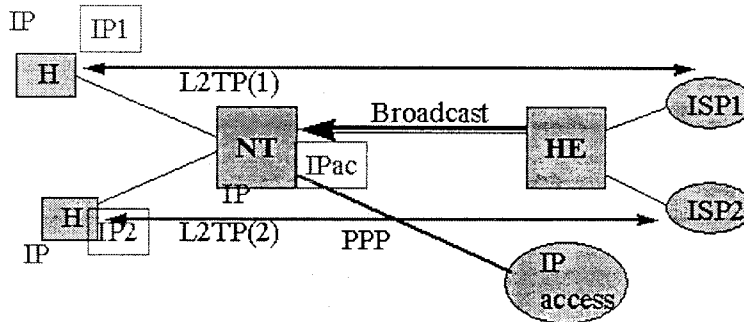 IP IP1
H
L2TP(1)
ISP1
Broadcast
NT
HE
IPac
IP
H
IP2
IP
L2TP(2)
PPP
ISP2
IP
access